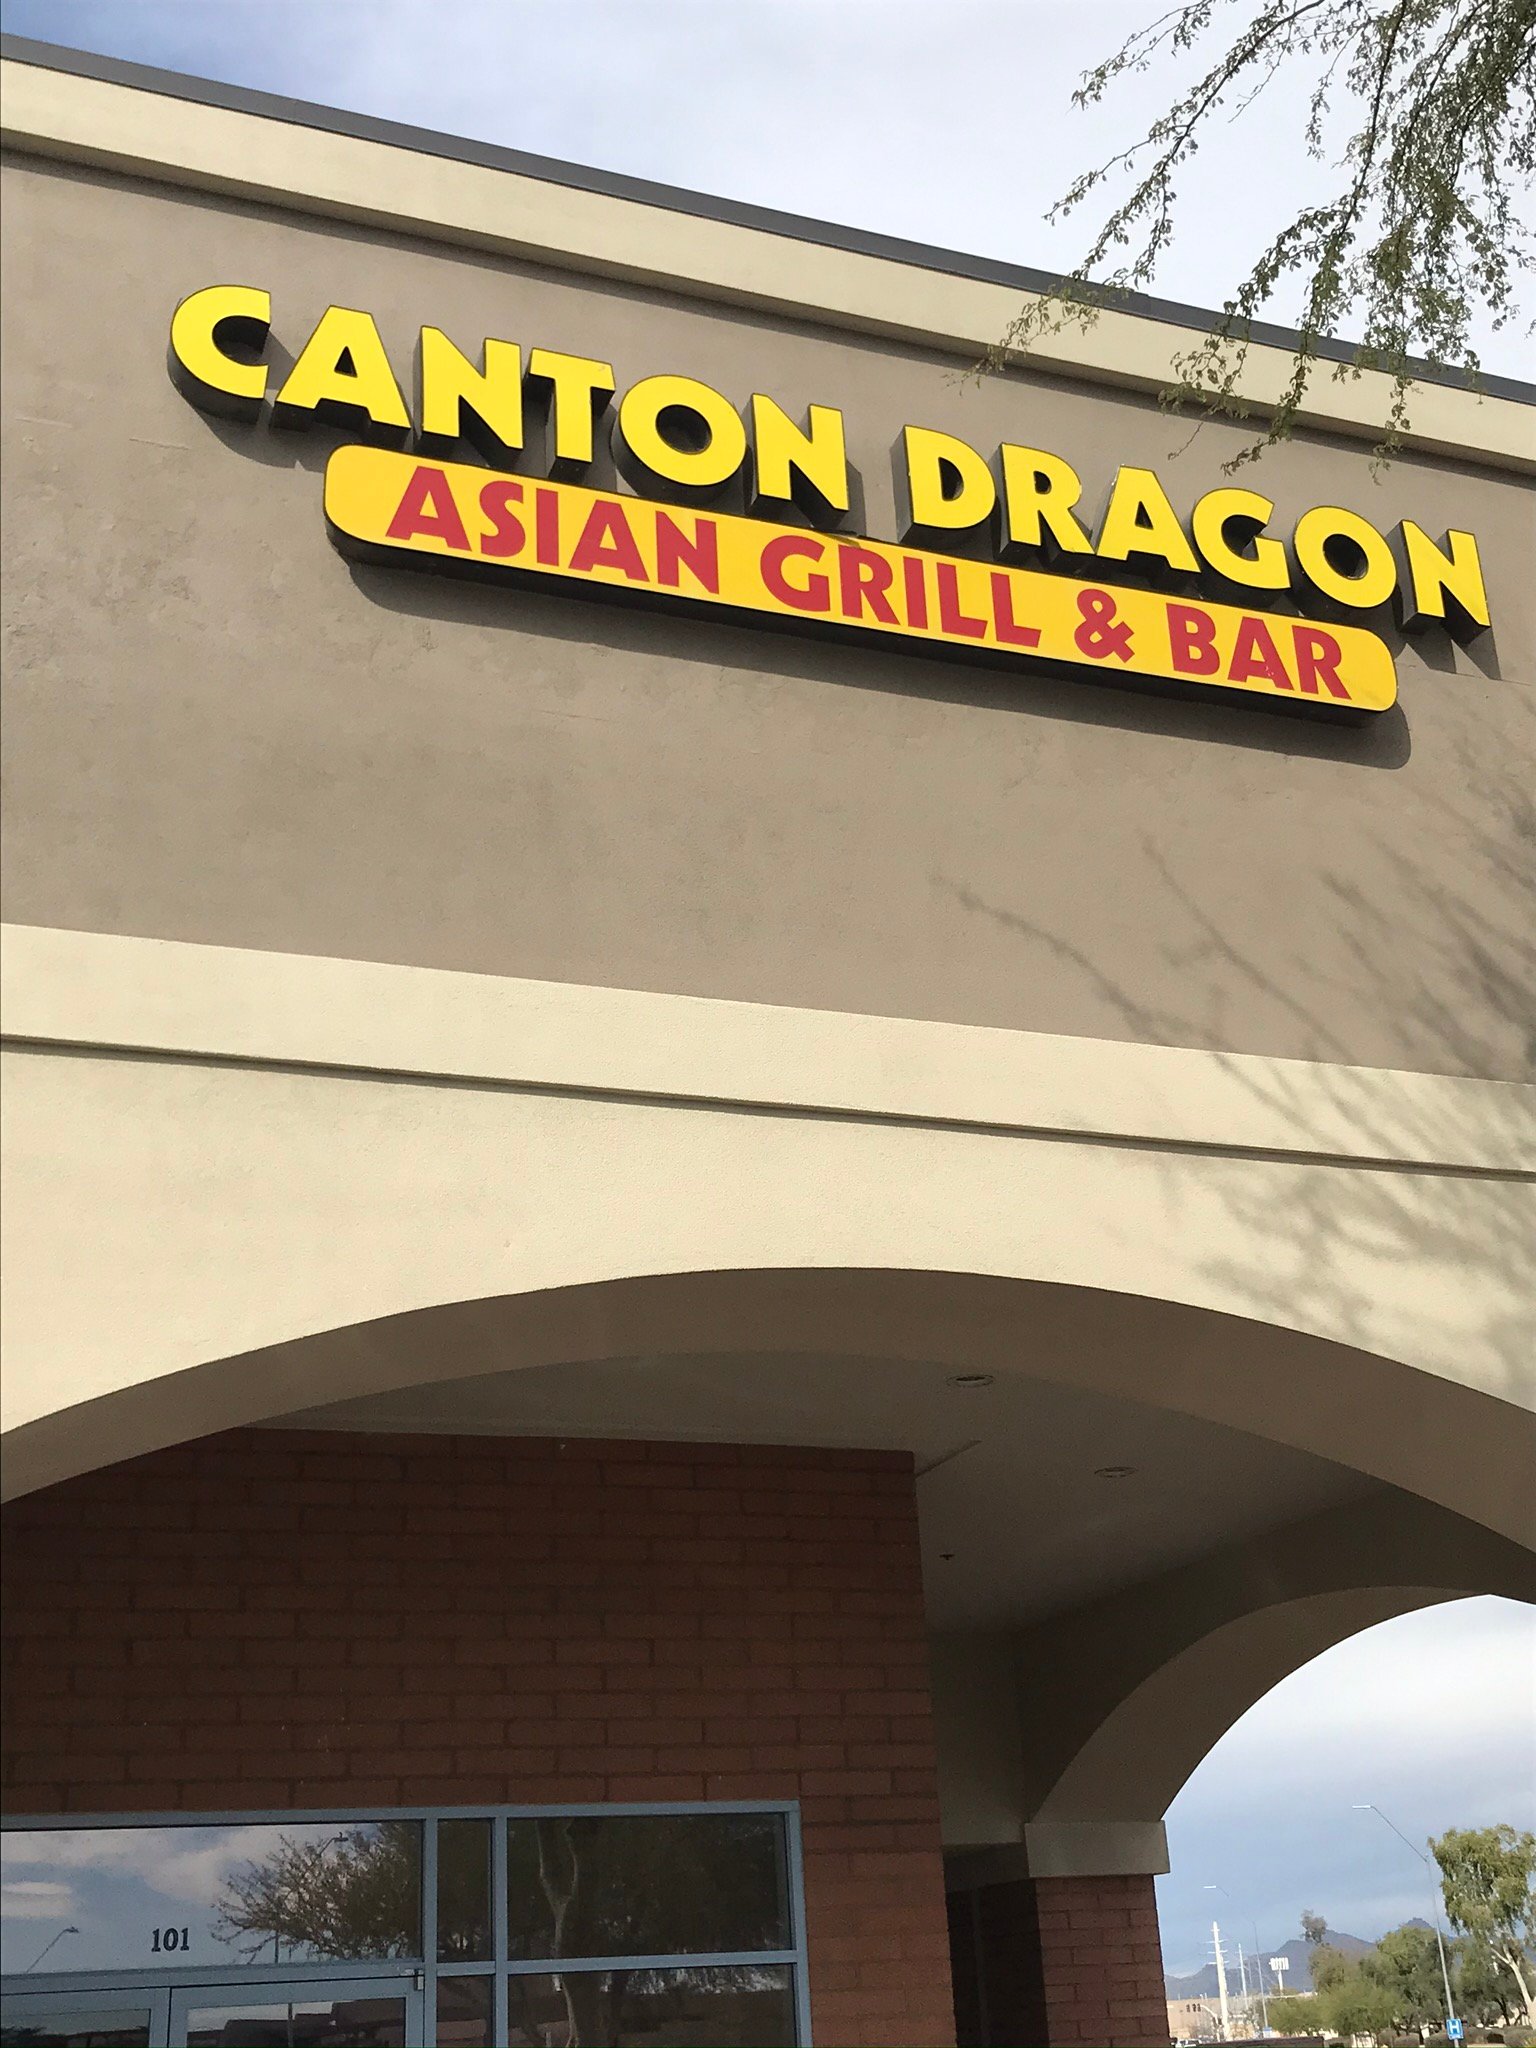 CANTON DRAGON
ASIAN GRILL & BAR
101
H